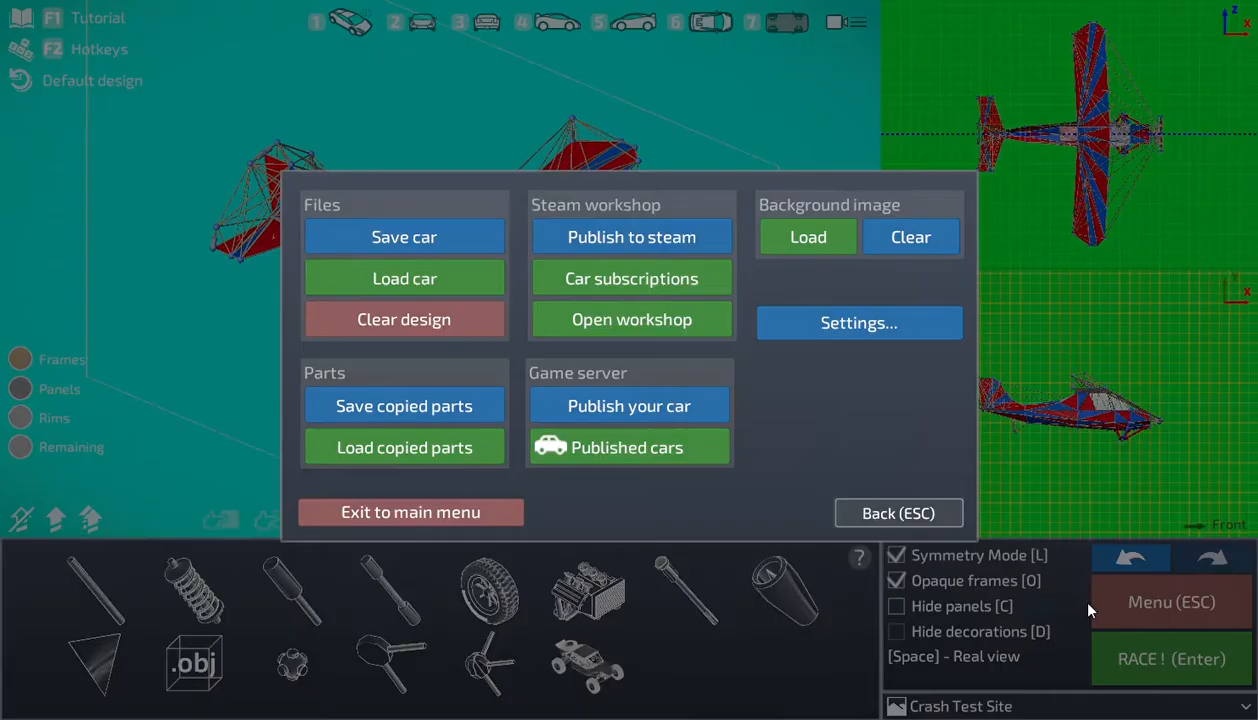 F1 Tutorial
F2 Hotkeys
Default design
1 2 3 4 5 6 7
Z
X
Files
Save car
Load car
Clear design
Steam workshop
Publish to steam
Car subscriptions
Open workshop
Background image
Load
Clear
Settings...
Parts
Save copied parts
Load copied parts
Game server
Publish your car
Published cars
Exit to main menu
Back (ESC)
Frames
Panels
Rims
Remaining
X
Front
?
.obj
Symmetry Mode [L]
Opaque frames [O]
Hide panels [C]
Hide decorations [D]
[Space] - Real view
Menu (ESC)
RACE! (Enter)
Crash Test Site